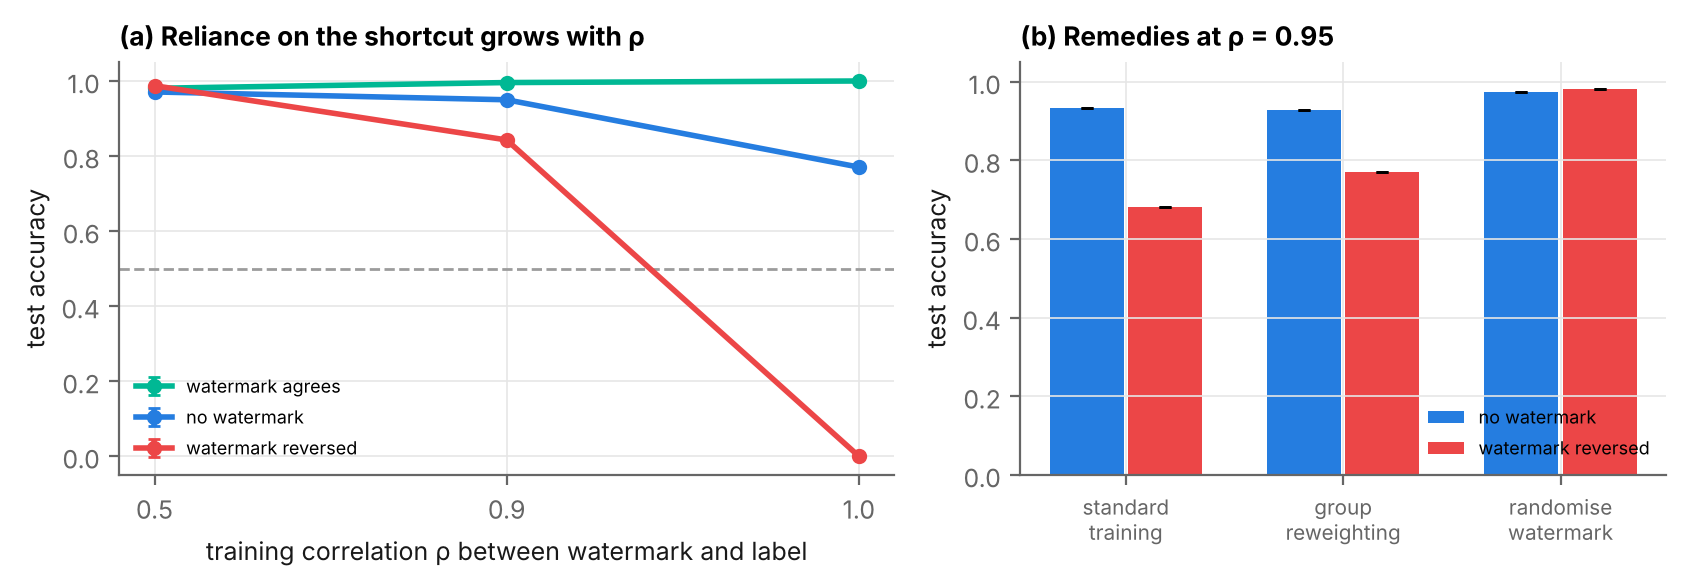 (a) Reliance on the shortcut grows with ρ
test accuracy
1.0
0.8
0.6
0.4
0.2
0.0
watermark agrees
no watermark
watermark reversed
0.5
0.9
1.0
training correlation ρ between watermark and label
(b) Remedies at ρ = 0.95
test accuracy
1.0
0.8
0.6
0.4
0.2
0.0
no watermark
watermark reversed
standard
training
group
reweighting
randomise
watermark